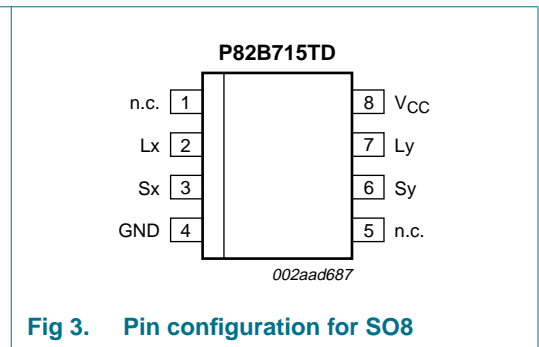 P82B715TD
n.c. 1
Lx 2
Sx 3
GND 4
8 VCC
7 Ly
6 Sy
5 n.c.
002aad687
Fig 3. Pin configuration for SO8